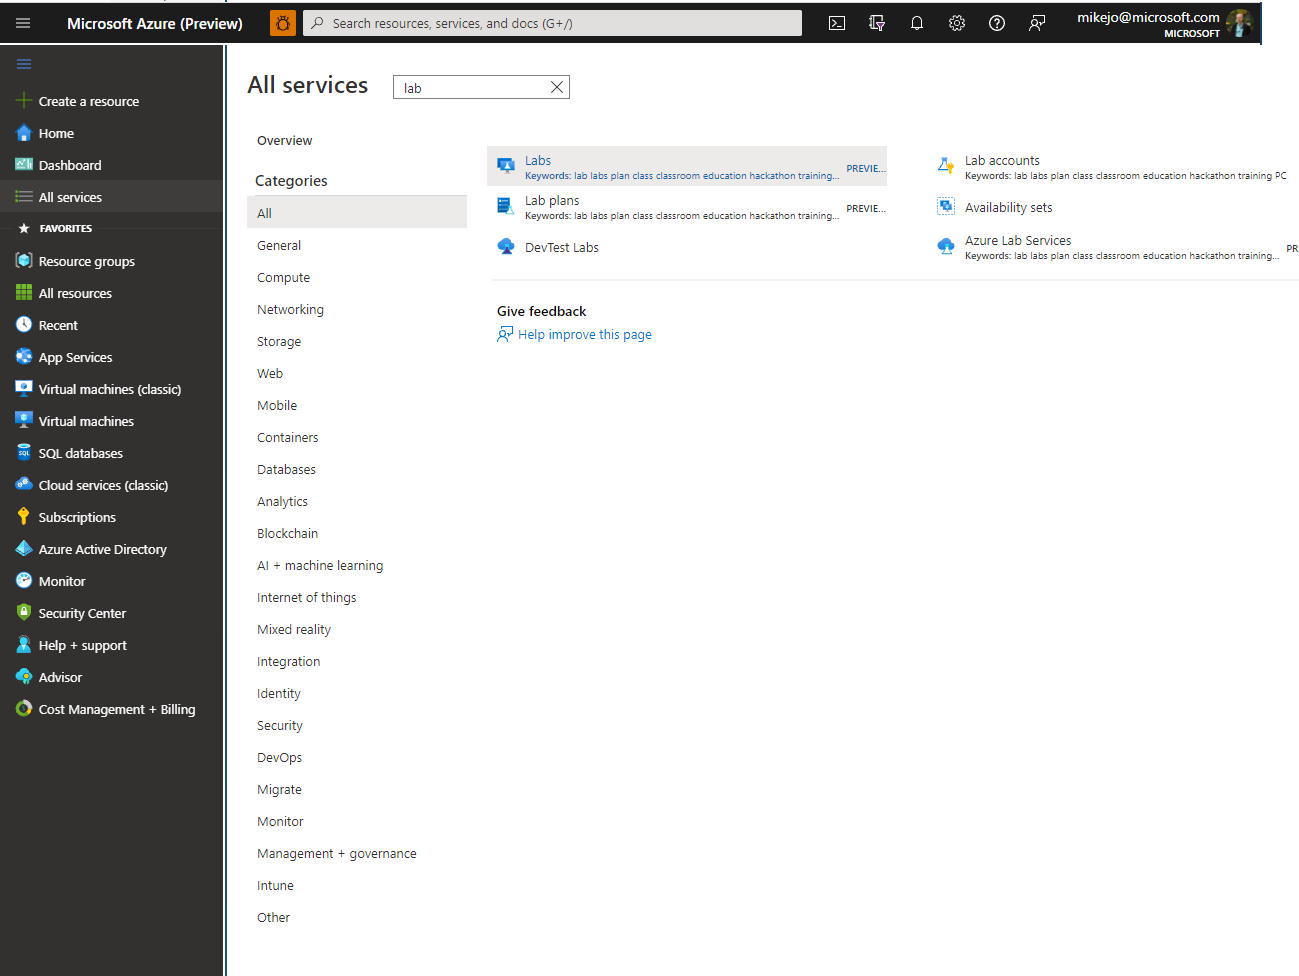 Microsoft Azure (Preview)
Search resources, services, and docs (G+/)
mikejo@microsoft.com
MICROSOFT
Create a resource
Home
Dashboard
All services
FAVORITES
Resource groups
All resources
Recent
App Services
Virtual machines (classic)
Virtual machines
SQL databases
Cloud services (classic)
Subscriptions
Azure Active Directory
Monitor
Security Center
Help + support
Advisor
Cost Management + Billing
All services
lab
Overview
Categories
All
General
Compute
Networking
Storage
Web
Mobile
Containers
Databases
Analytics
Blockchain
AI + machine learning
Internet of things
Mixed reality
Integration
Identity
Security
DevOps
Migrate
Monitor
Management + governance
Intune
Other
Labs
Keywords: lab labs plan class classroom education hackathon training...
PREVIE...
Lab plans
Keywords: lab labs plan class classroom education hackathon training...
PREVIE...
DevTest Labs
Lab accounts
Keywords: lab labs plan class classroom education hackathon training PC
Availability sets
Azure Lab Services
Keywords: lab labs plan class classroom education hackathon training...
PR
Give feedback
Help improve this page